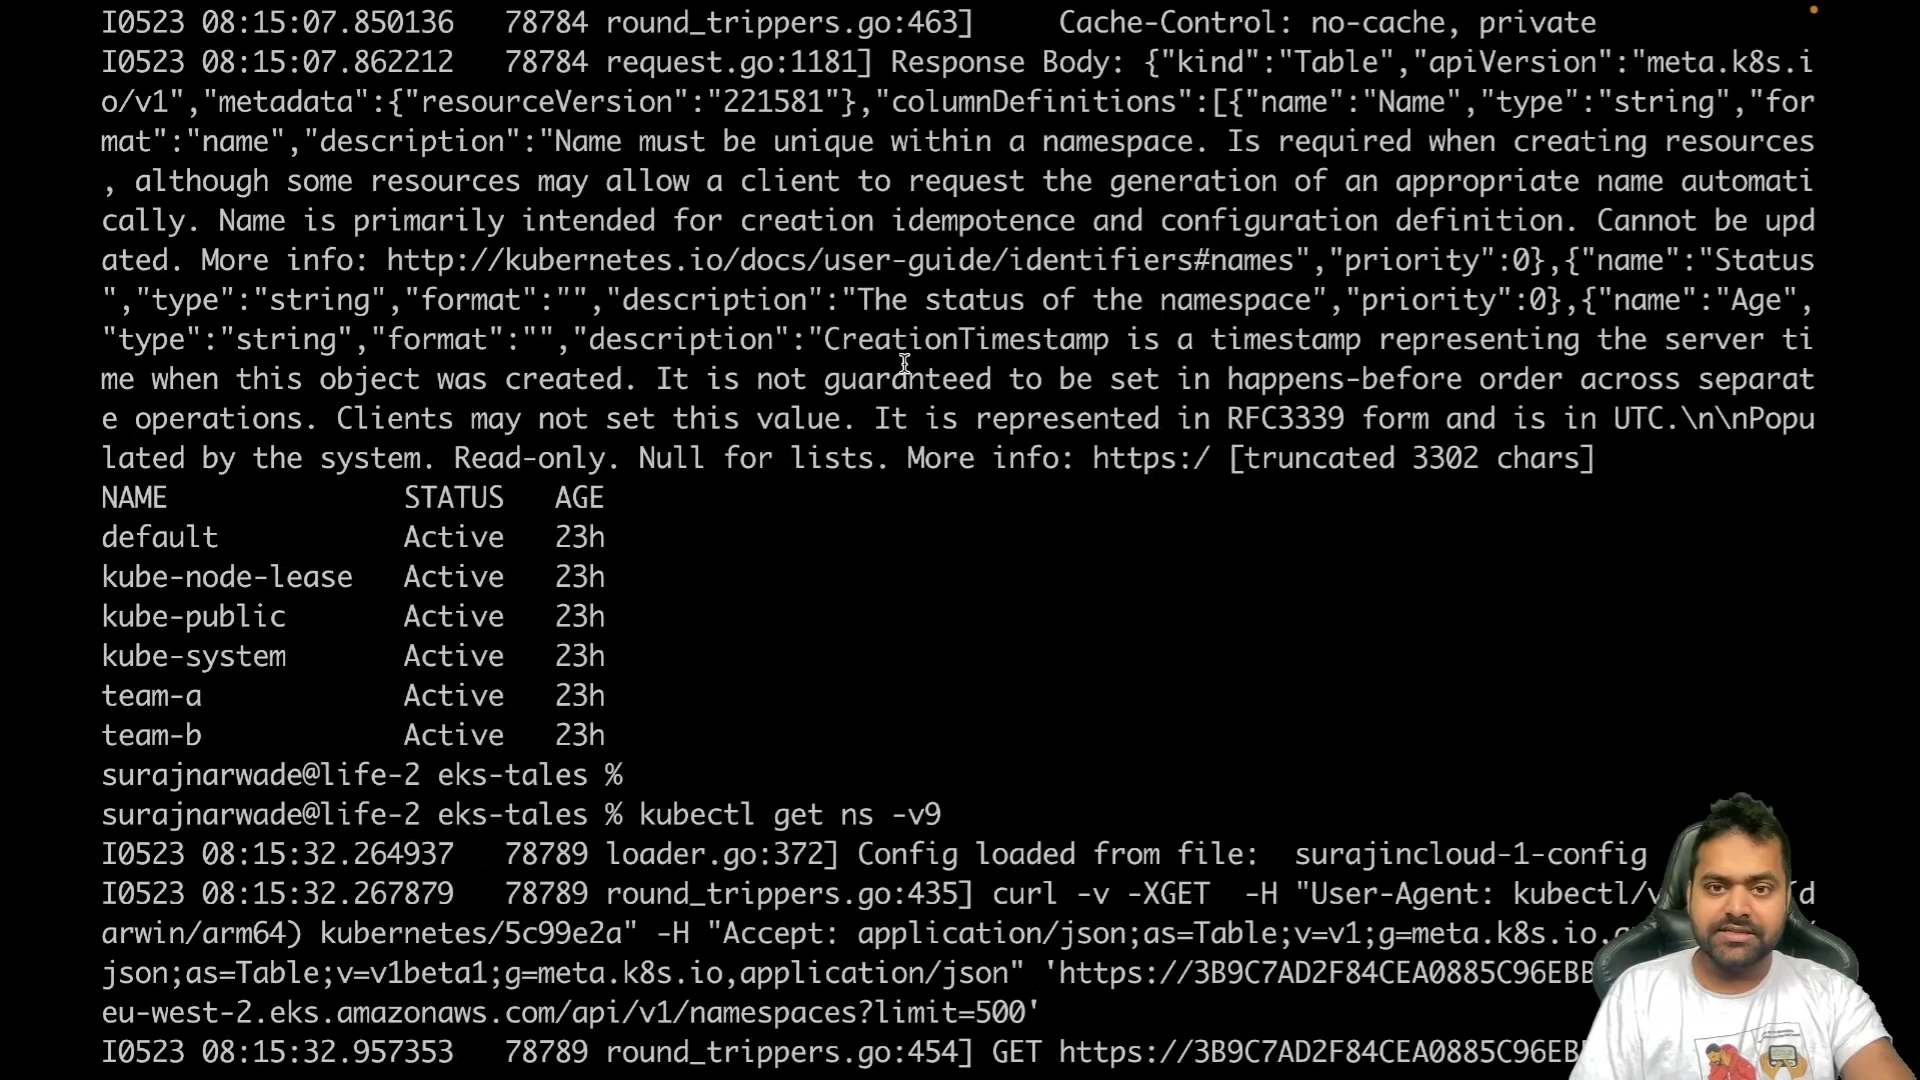 I0523 08:15:07.850136   78784 round_trippers.go:463]     Cache-Control: no-cache, private
I0523 08:15:07.862212   78784 request.go:1181] Response Body: {"kind":"Table","apiVersion":"meta.k8s.i
o/v1","metadata":{"resourceVersion":"221581"},"columnDefinitions":[{"name":"Name","type":"string","for
mat":"name","description":"Name must be unique within a namespace. Is required when creating resources
, although some resources may allow a client to request the generation of an appropriate name automati
cally. Name is primarily intended for creation idempotence and configuration definition. Cannot be upd
ated. More info: http://kubernetes.io/docs/user-guide/identifiers#names","priority":0},{"name":"Status
","type":"string","format":"","description":"The status of the namespace","priority":0},{"name":"Age",
"type":"string","format":"","description":"CreationTimestamp is a timestamp representing the server ti
me when this object was created. It is not guaranteed to be set in happens-before order across separat
e operations. Clients may not set this value. It is represented in RFC3339 form and is in UTC.\n\nPopu
lated by the system. Read-only. Null for lists. More info: https:/ [truncated 3302 chars]
NAME              STATUS   AGE
default           Active   23h
kube-node-lease   Active   23h
kube-public       Active   23h
kube-system       Active   23h
team-a            Active   23h
team-b            Active   23h
surajnarwade@life-2 eks-tales %
surajnarwade@life-2 eks-tales % kubectl get ns -v9
I0523 08:15:32.264937   78789 loader.go:372] Config loaded from file:  surajincloud-1-config
I0523 08:15:32.267879   78789 round_trippers.go:435] curl -v -XGET  -H "User-Agent: kubectl/v
arwin/arm64) kubernetes/5c99e2a" -H "Accept: application/json;as=Table;v=v1;g=meta.k8s.io,
json;as=Table;v=v1beta1;g=meta.k8s.io,application/json" 'https://3B9C7AD2F84CEA0885C96EB
eu-west-2.eks.amazonaws.com/api/v1/namespaces?limit=500'
I0523 08:15:32.957353   78789 round_trippers.go:454] GET https://3B9C7AD2F84CEA0885C96EB